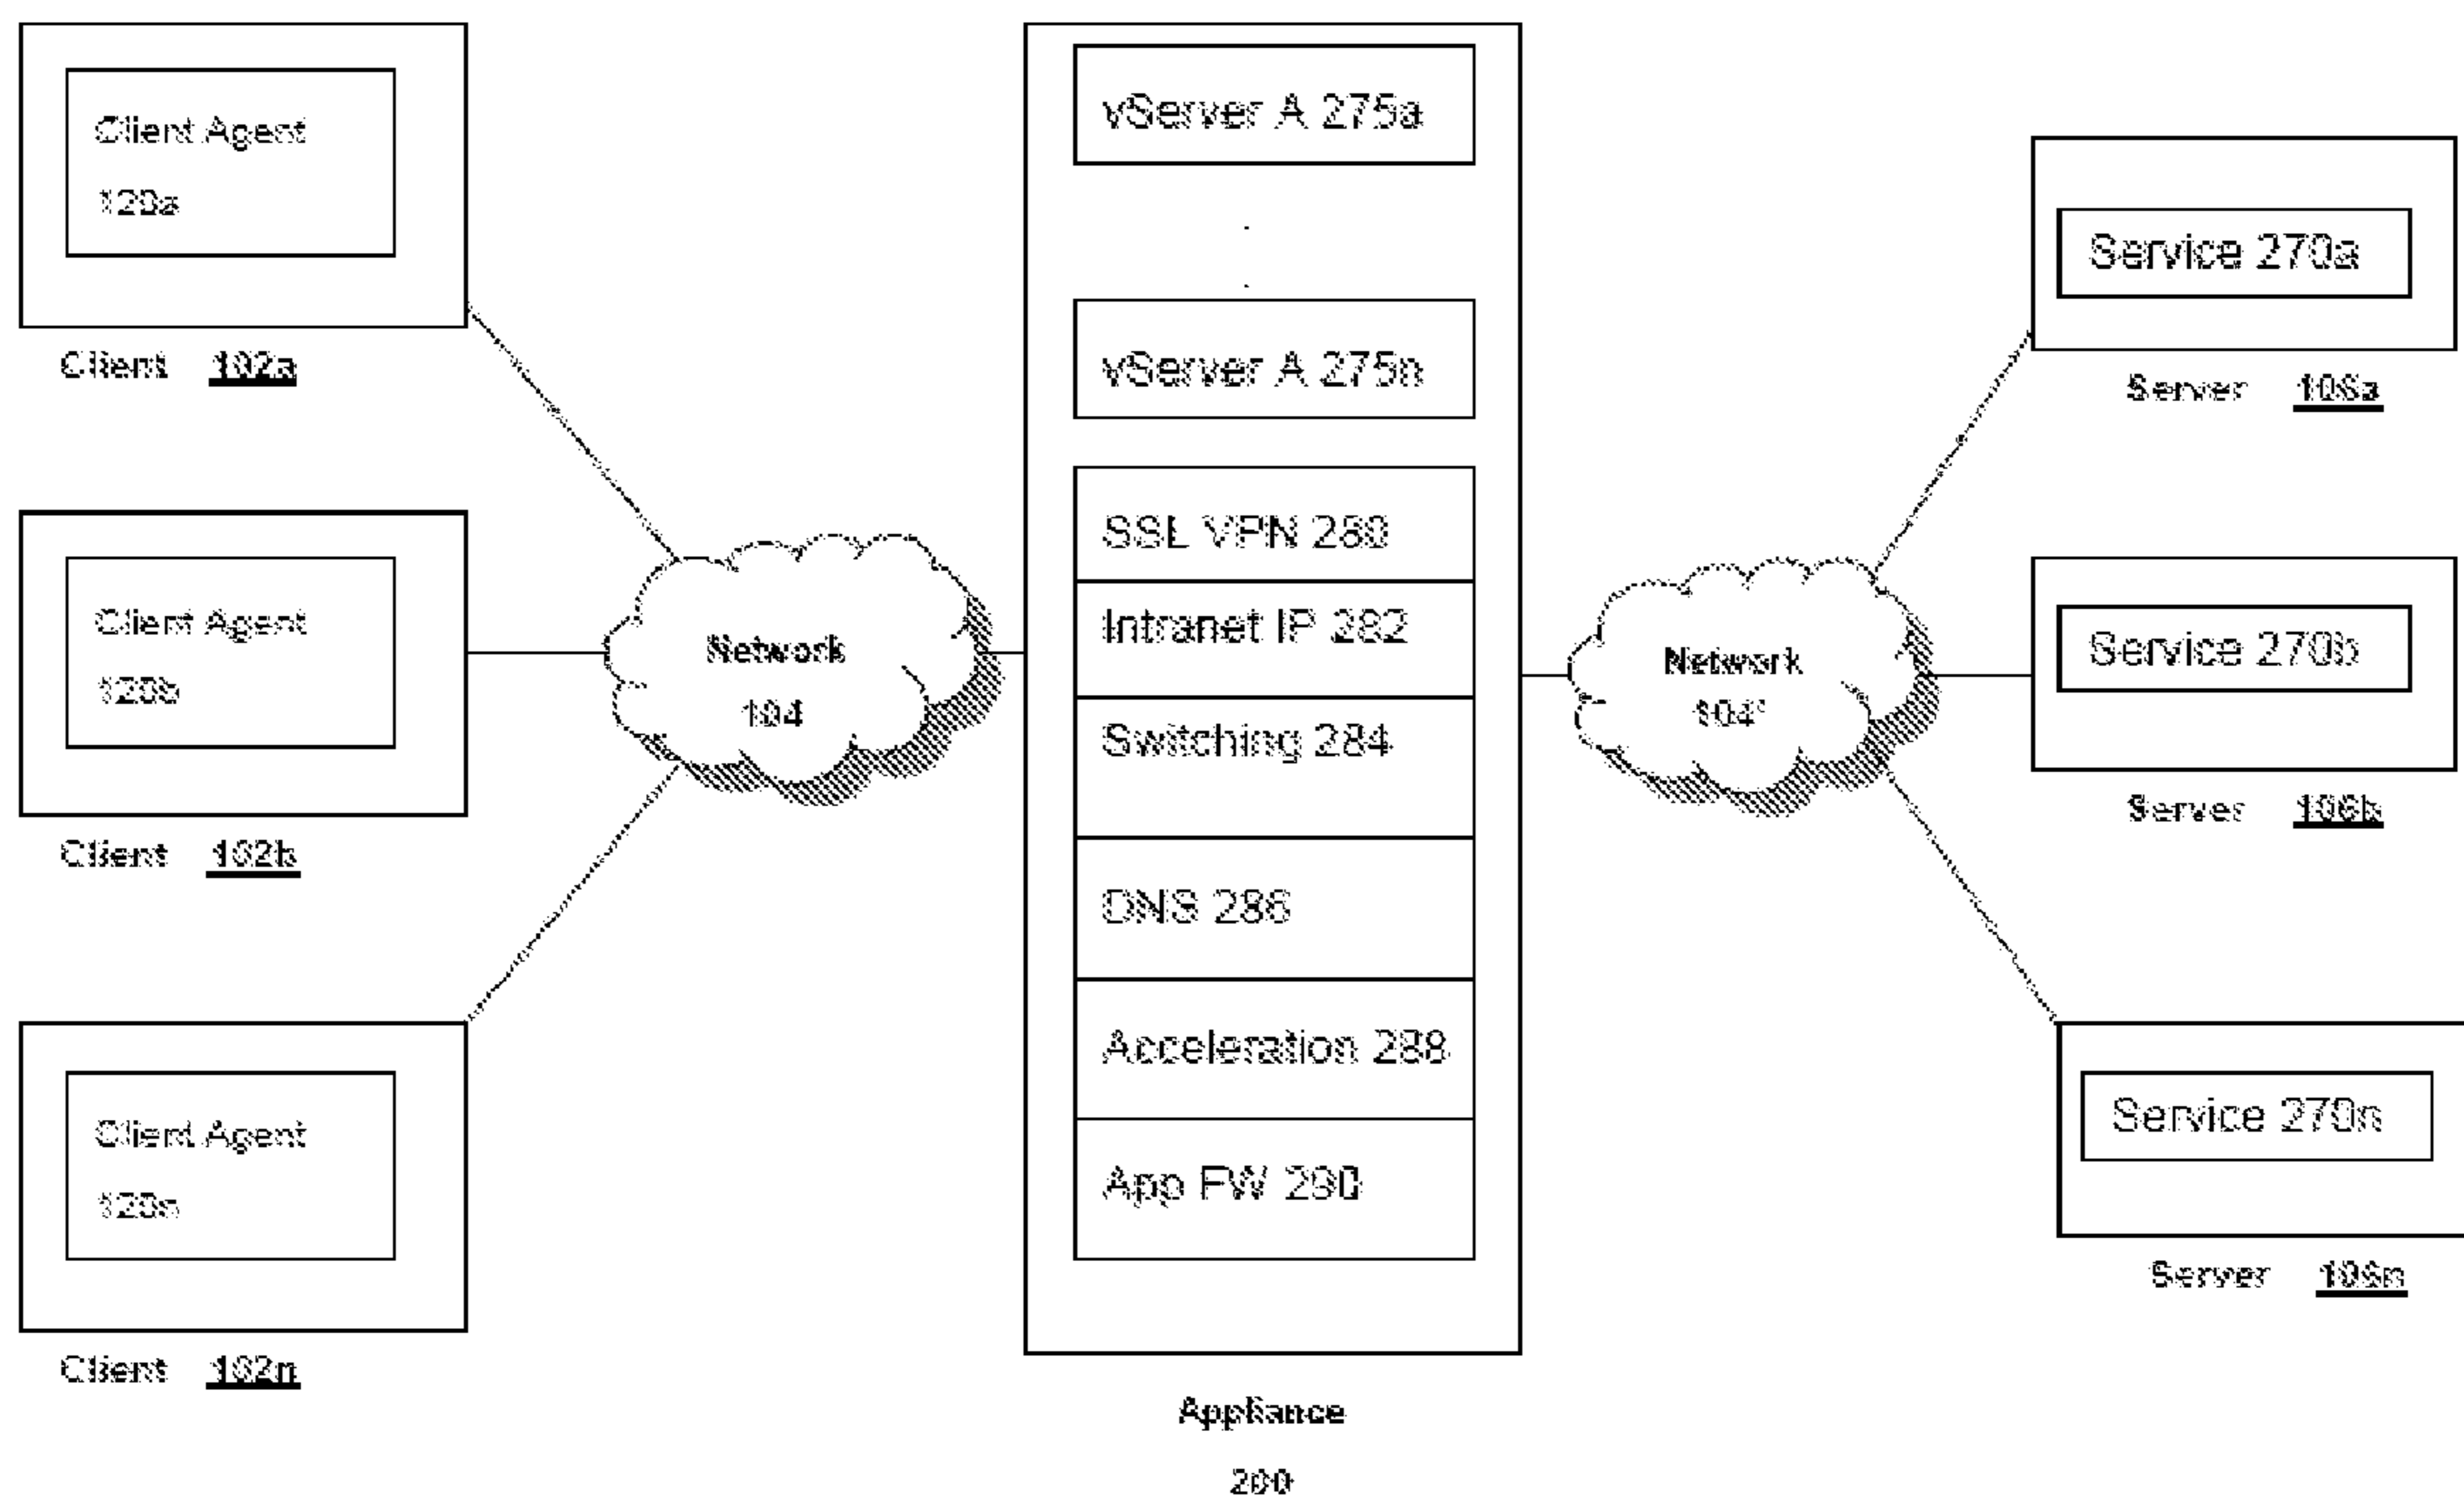 Client Agent
120a
Client 102a
Client Agent
120b
Client 102b
Client Agent
120n
Client 102n
Network
104
vServer A 275a
vServer A 275n
SSL VPN 280
Intranet IP 282
Switching 284
DNS 286
Acceleration 288
App FW 290
Appliance
200
Network
104'
Service 270a
Server 106a
Service 270b
Server 106b
Service 270n
Server 106n